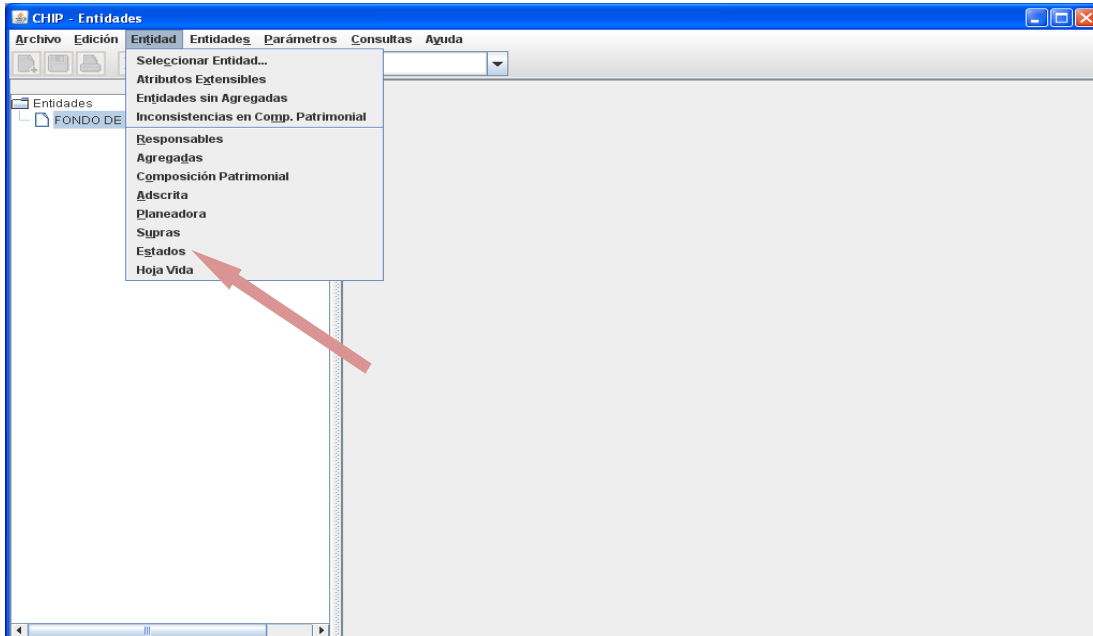 CHIP - Entidades
Archivo Edición Entidad Entidades Parámetros Consultas Ayuda
Seleccionar Entidad...
Atributos Extensibles
Entidades sin Agregadas
Inconsistencias en Comp. Patrimonial
Entidades
FONDO DE
Responsables
Agregadas
Composición Patrimonial
Adscrita
Planeadora
Supras
Estados
Hoja Vida